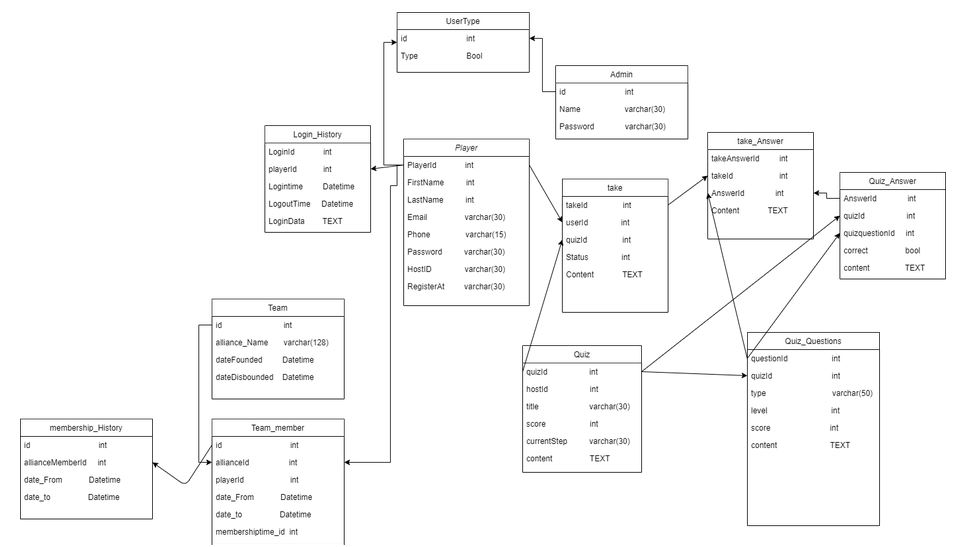 UserType
id int
Type Bool
Admin
id int
Name varchar(30)
Password varchar(30)
Login_History
LoginId int
playerId int
Logintime Datetime
LogoutTime Datetime
LoginData TEXT
Player
PlayerId int
FirstName int
LastName int
Email varchar(30)
Phone varchar(15)
Password varchar(30)
HostID varchar(30)
RegisterAt varchar(30)
take
takeId int
userId int
quizId int
Status int
Content TEXT
take_Answer
takeAnswerId int
takeId int
AnswerId int
Content TEXT
Quiz_Answer
AnswerId int
quizId int
quizquestionId int
correct bool
content TEXT
Team
id int
alliance_Name varchar(128)
dateFounded Datetime
dateDisbounded Datetime
Quiz
quizId int
hostId int
title varchar(30)
score int
currentStep varchar(30)
content TEXT
Quiz_Questions
questionId int
quizId int
type varchar(50)
level int
score int
content TEXT
membership_History
id int
allianceMemberId int
date_From Datetime
date_to Datetime
Team_member
id int
allianceId int
playerId int
date_From Datetime
date_to Datetime
membershiptime_id int